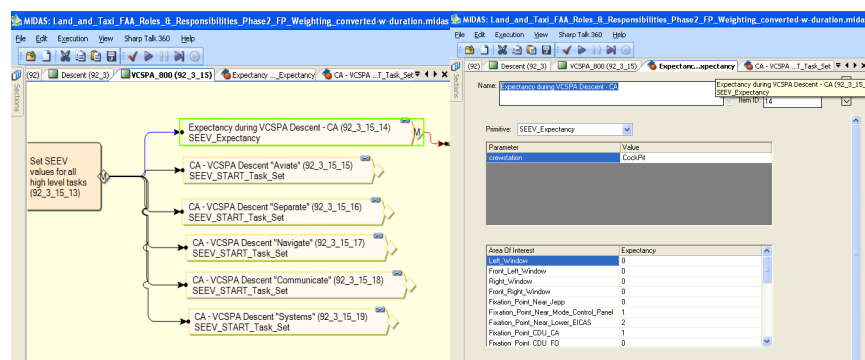 MIDAS: Land_and_Taxi_FAA_Roles_&_Responsibilities_Phase2_FP_Weighting_converted-w-duration.midas
File Edit Execution View Sharp Talk 360 Help
(92) Descent (92_3) VCSPA_800 (92_3_15) Expectancy ..._Expectancy CA - VCSPA ...T_Task_Set
Sections
Set SEEV
values for all
high level tasks
(92_3_15_13)
M
Expectancy during VCSPA Descent - CA (92_3_15_14)
SEEV_Expectancy
M
CA - VCSPA Descent "Aviate" (92_3_15_15)
SEEV_START_Task_Set
CA - VCSPA Descent "Separate" (92_3_15_16)
SEEV_START_Task_Set
CA - VCSPA Descent "Navigate" (92_3_15_17)
SEEV_START_Task_Set
CA - VCSPA Descent "Communicate" (92_3_15_18)
SEEV_START_Task_Set
CA - VCSPA Descent "Systems" (92_3_15_19)
SEEV_START_Task_Set
MIDAS: Land_and_Taxi_FAA_Roles_&_Responsibilities_Phase2_FP_Weighting_converted-w-duration.midas
File Edit Execution View Sharp Talk 360 Help
(92) Descent (92_3) VCSPA_800 (92_3_15) Expectanc...xpectancy CA - VCSPA ...T_Task_Set
Sections
Name: Expectancy during VCSPA Descent - CA
Expectancy during VCSPA Descent - CA (92_3_15_
SEEV_Expectancy
Item ID: 14
Primitive: SEEV_Expectancy
Parameter Value
crewstation CockPit
Area Of Interest Expectancy
Left_Window 0
Front_Left_Window 0
Right_Window 0
Front_Right_Window 0
Fixation_Point_Near_Jepp 0
Fixation_Point_Near_Mode_Control_Panel 1
Fixation_Point_Near_Lower_EICAS 2
Fixation_Point_CDU_CA 1
Fixation_Point_CDU_FO 0